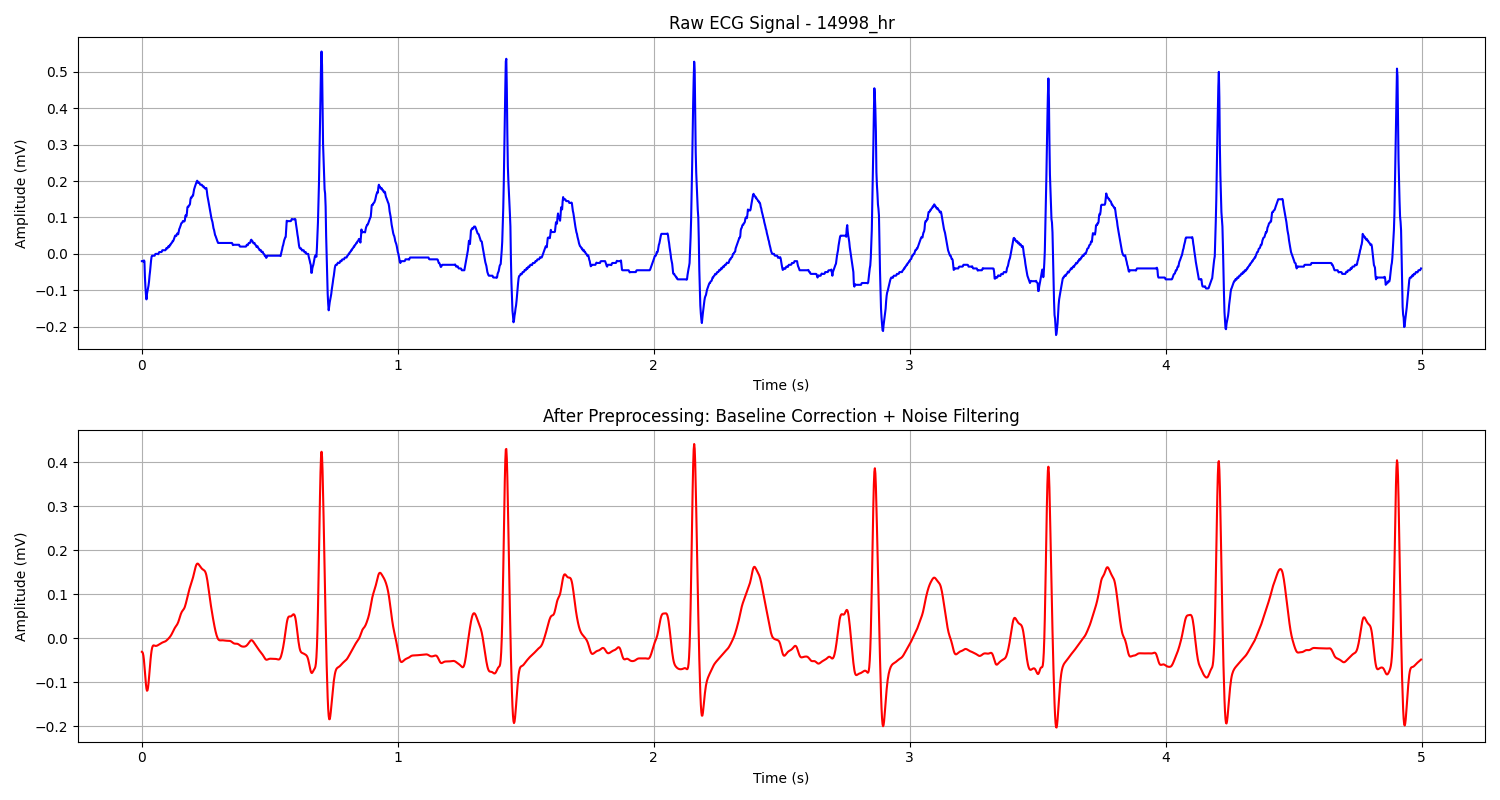 Raw ECG Signal - 14998_hr
Amplitude (mV)
0.5
0.4
0.3
0.2
0.1
0.0
−0.1
−0.2
0 1 2 3 4 5
Time (s)
After Preprocessing: Baseline Correction + Noise Filtering
Amplitude (mV)
0.4
0.3
0.2
0.1
0.0
−0.1
−0.2
0 1 2 3 4 5
Time (s)